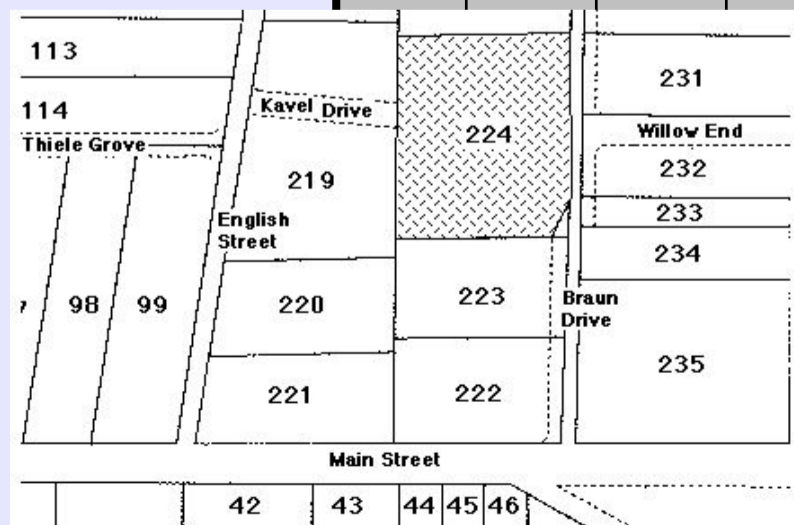 113
231
Kavel Drive
114
224
Willow End
Thiele Grove
232
219
233
English
Street
234
98
99
220
223
Braun
Drive
235
221
222
Main Street
42
43
44
45
46